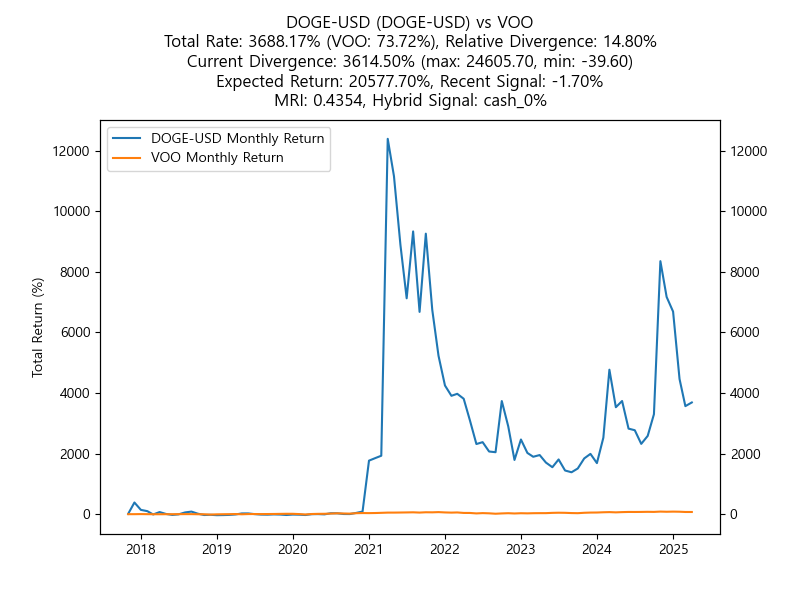 DOGE-USD (DOGE-USD) vs VOO
Total Rate: 3688.17% (VOO: 73.72%), Relative Divergence: 14.80%
Current Divergence: 3614.50% (max: 24605.70, min: -39.60)
Expected Return: 20577.70%, Recent Signal: -1.70%
MRI: 0.4354, Hybrid Signal: cash_0%
DOGE-USD Monthly Return
VOO Monthly Return
Total Return (%)
12000
10000
8000
6000
4000
2000
0
12000
10000
8000
6000
4000
2000
0
2018 2019 2020 2021 2022 2023 2024 2025